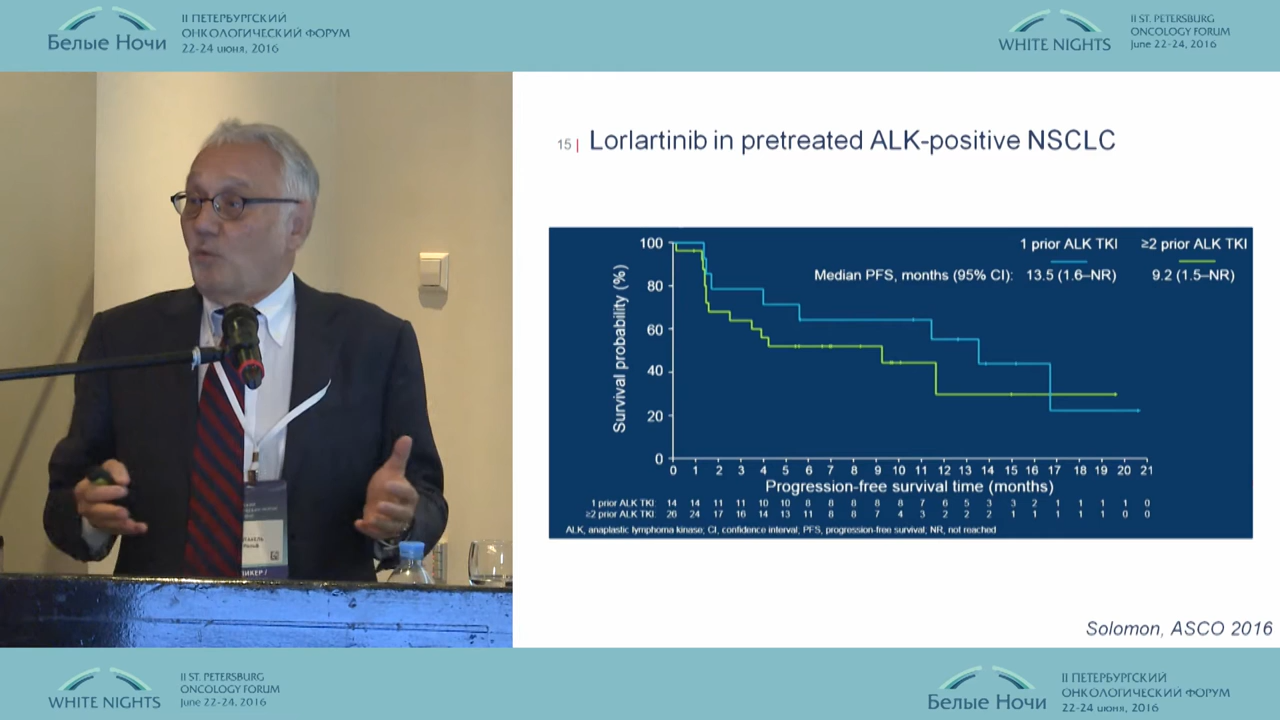 Белые Ночи
II ПЕТЕРБУРГСКИЙ
ОНКОЛОГИЧЕСКИЙ ФОРУМ
22-24 июня, 2016
WHITE NIGHTS
II ST. PETERSBURG
ONCOLOGY FORUM
June 22-24, 2016
15 | Lorlartinib in pretreated ALK-positive NSCLC
1 prior ALK TKI ≥2 prior ALK TKI
Median PFS, months (95% CI): 13.5 (1.6–NR) 9.2 (1.5–NR)
Survival probability (%)
100
80
60
40
20
0
0 1 2 3 4 5 6 7 8 9 10 11 12 13 14 15 16 17 18 19 20 21
Progression-free survival time (months)
1 prior ALK TKI 14 14 11 11 10 10 8 8 8 8 8 7 6 5 3 3 2 1 1 1 1 0
≥2 prior ALK TKI 26 24 17 16 14 13 11 8 8 7 4 3 2 2 2 1 1 1 1 1 0 0
ALK, anaplastic lymphoma kinase; CI, confidence interval; PFS, progression-free survival; NR, not reached
Solomon, ASCO 2016
WHITE NIGHTS
II ST. PETERSBURG
ONCOLOGY FORUM
June 22-24, 2016
Белые Ночи
II ПЕТЕРБУРГСКИЙ
ОНКОЛОГИЧЕСКИЙ ФОРУМ
22-24 июня, 2016